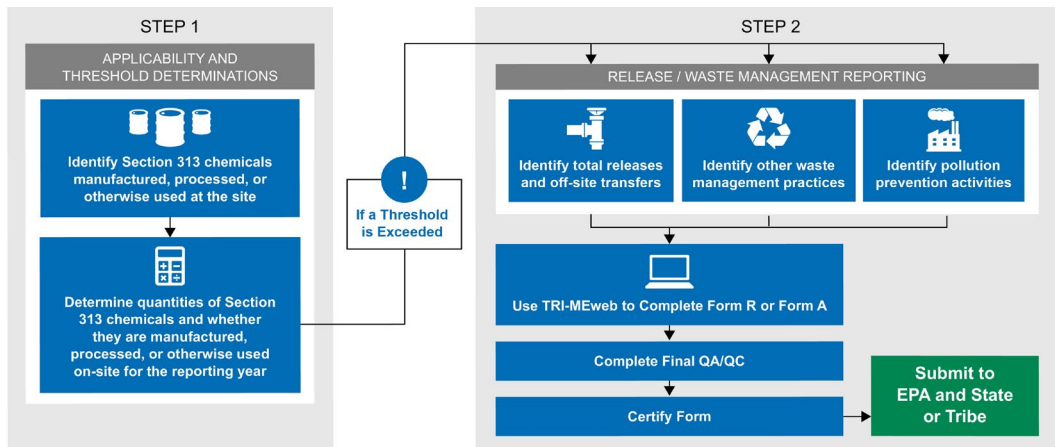 STEP 1
APPLICABILITY AND
THRESHOLD DETERMINATIONS
Identify Section 313 chemicals
manufactured, processed, or
otherwise used at the site
Determine quantities of Section
313 chemicals and whether
they are manufactured,
processed, or otherwise used
on-site for the reporting year
!
If a Threshold
is Exceeded
STEP 2
RELEASE / WASTE MANAGEMENT REPORTING
Identify total releases
and off-site transfers
Identify other waste
management practices
Identify pollution
prevention activities
Use TRI-MEweb to Complete Form R or Form A
Complete Final QA/QC
Certify Form
Submit to
EPA and State
or Tribe